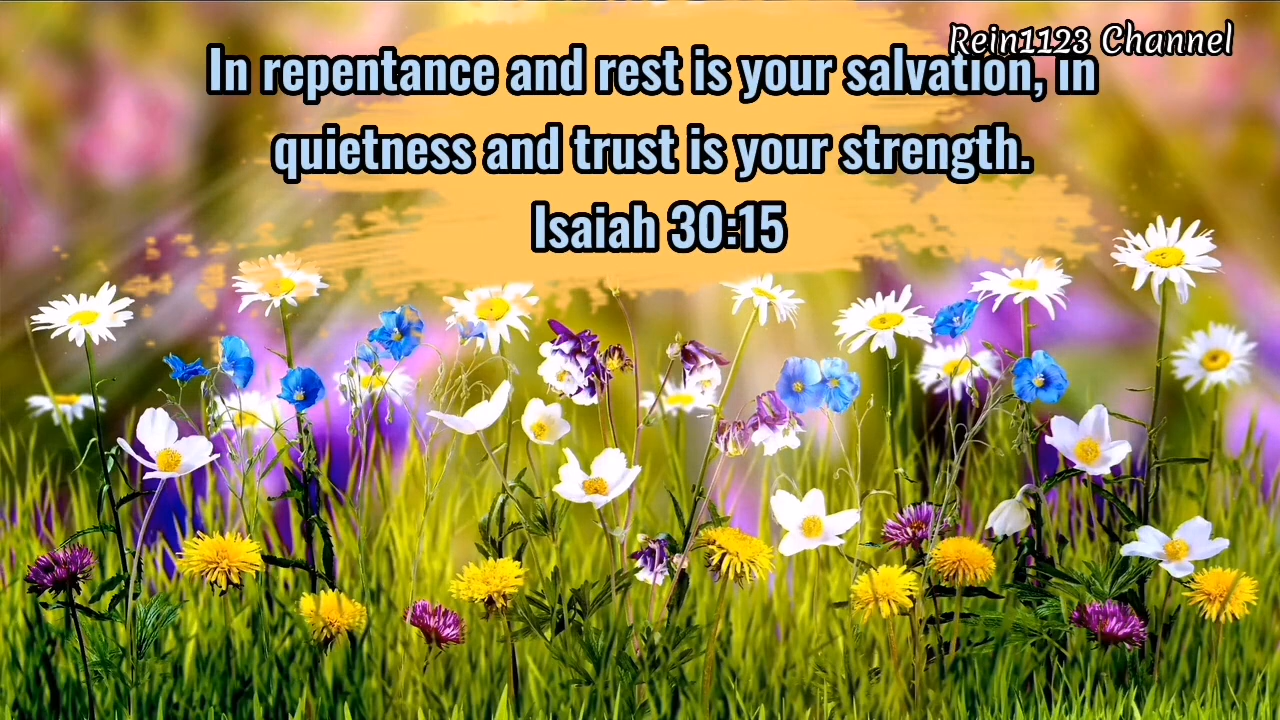 Rein1123 Channel
In repentance and rest is your salvation, in
quietness and trust is your strength.
Isaiah 30:15